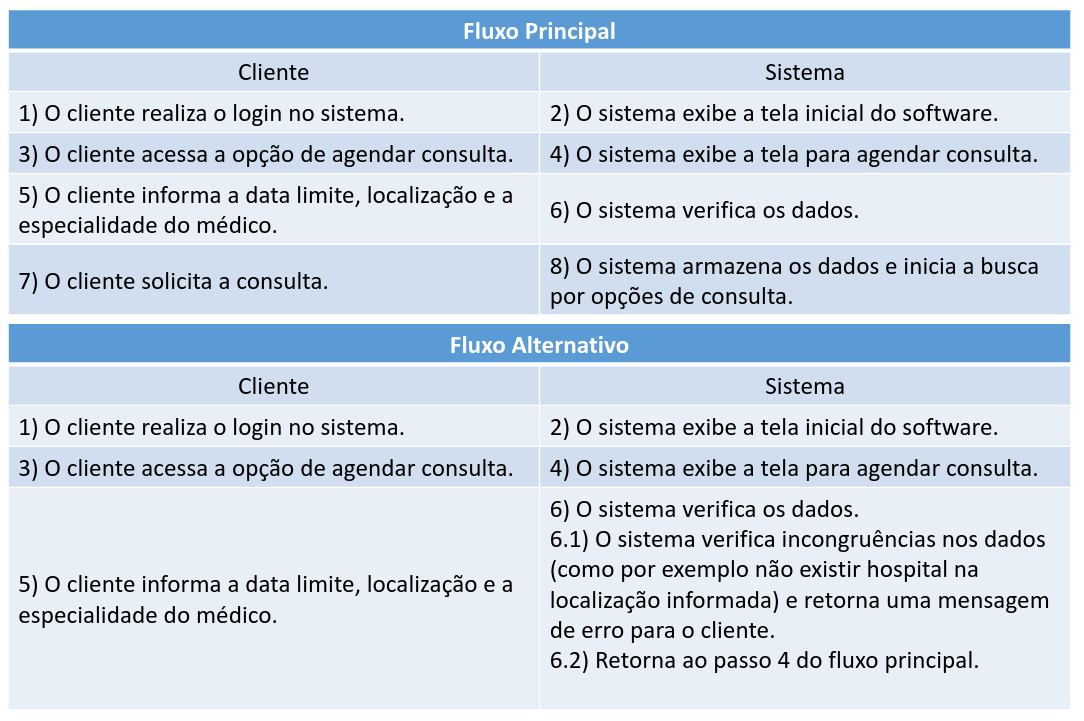 Fluxo Principal
Cliente
Sistema
1) O cliente realiza o login no sistema.
2) O sistema exibe a tela inicial do software.
3) O cliente acessa a opção de agendar consulta.
4) O sistema exibe a tela para agendar consulta.
5) O cliente informa a data limite, localização e a
especialidade do médico.
6) O sistema verifica os dados.
7) O cliente solicita a consulta.
8) O sistema armazena os dados e inicia a busca
por opções de consulta.
Fluxo Alternativo
Cliente
Sistema
1) O cliente realiza o login no sistema.
2) O sistema exibe a tela inicial do software.
3) O cliente acessa a opção de agendar consulta.
4) O sistema exibe a tela para agendar consulta.
5) O cliente informa a data limite, localização e a
especialidade do médico.
6) O sistema verifica os dados.
6.1) O sistema verifica incongruências nos dados
(como por exemplo não existir hospital na
localização informada) e retorna uma mensagem
de erro para o cliente.
6.2) Retorna ao passo 4 do fluxo principal.